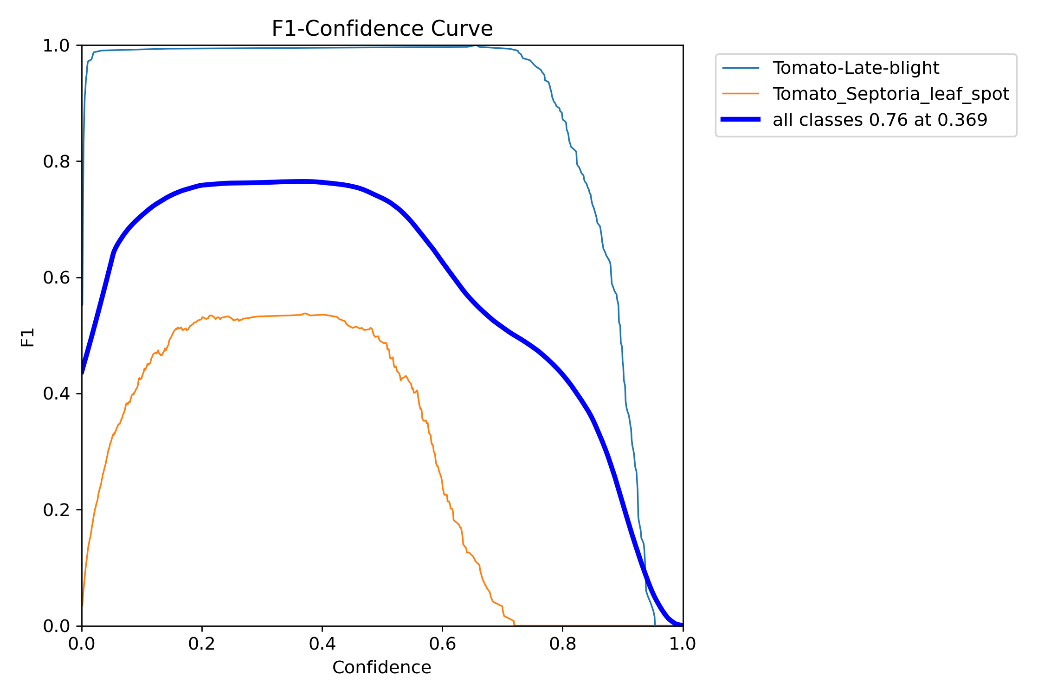 F1-Confidence Curve
1.0
0.8
0.6
0.4
0.2
0.0
F1
0.0 0.2 0.4 0.6 0.8 1.0
Confidence
Tomato-Late-blight
Tomato_Septoria_leaf_spot
all classes 0.76 at 0.369